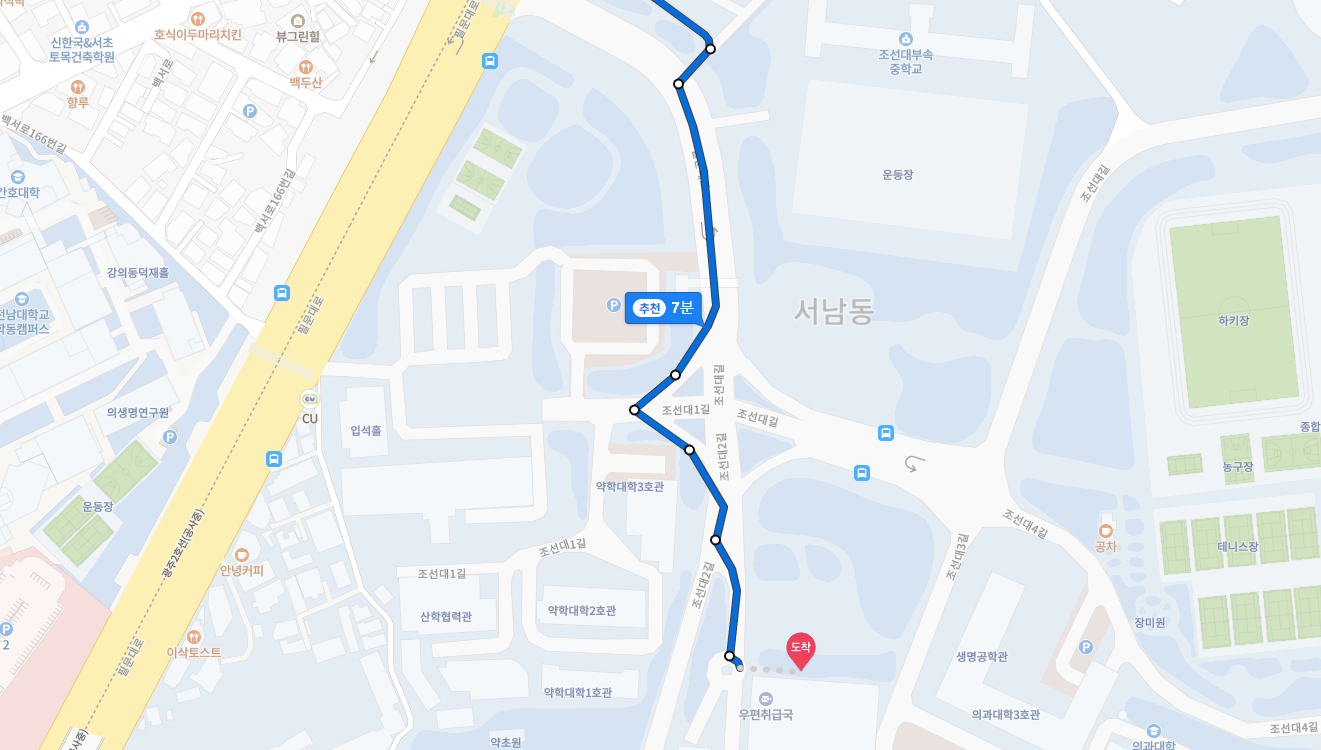 신한국&서초
토목건축학원
호식이두마리치킨
뷰그린힐
필문대로
조선대부속
중학교
백두산
백서로
향루
P
백서로166번길
간호대학
백서로166번길
운동장
조선대길
강의동덕재홀
전남대학교
학동캠퍼스
필문대로
P
추천 7분
서남동
하키장
CU
CU
의생명연구원
P
입석홀
조선대길
조선대1길
조선대길
조선대2길
종합
농구장
약학대학3호관
운동장
광주2호선(공사중)
안녕커피
조선대1길
조선대1길
조선대4길
조선대3길
공차
테니스장
조선대2길
산학협력관
약학대학2호관
장미원
P
2
필문대로
이삭토스트
도착
생명공학관
P
약학대학1호관
우편취급국
의과대학3호관
조선대4길
약초원
의과대학
공사중)